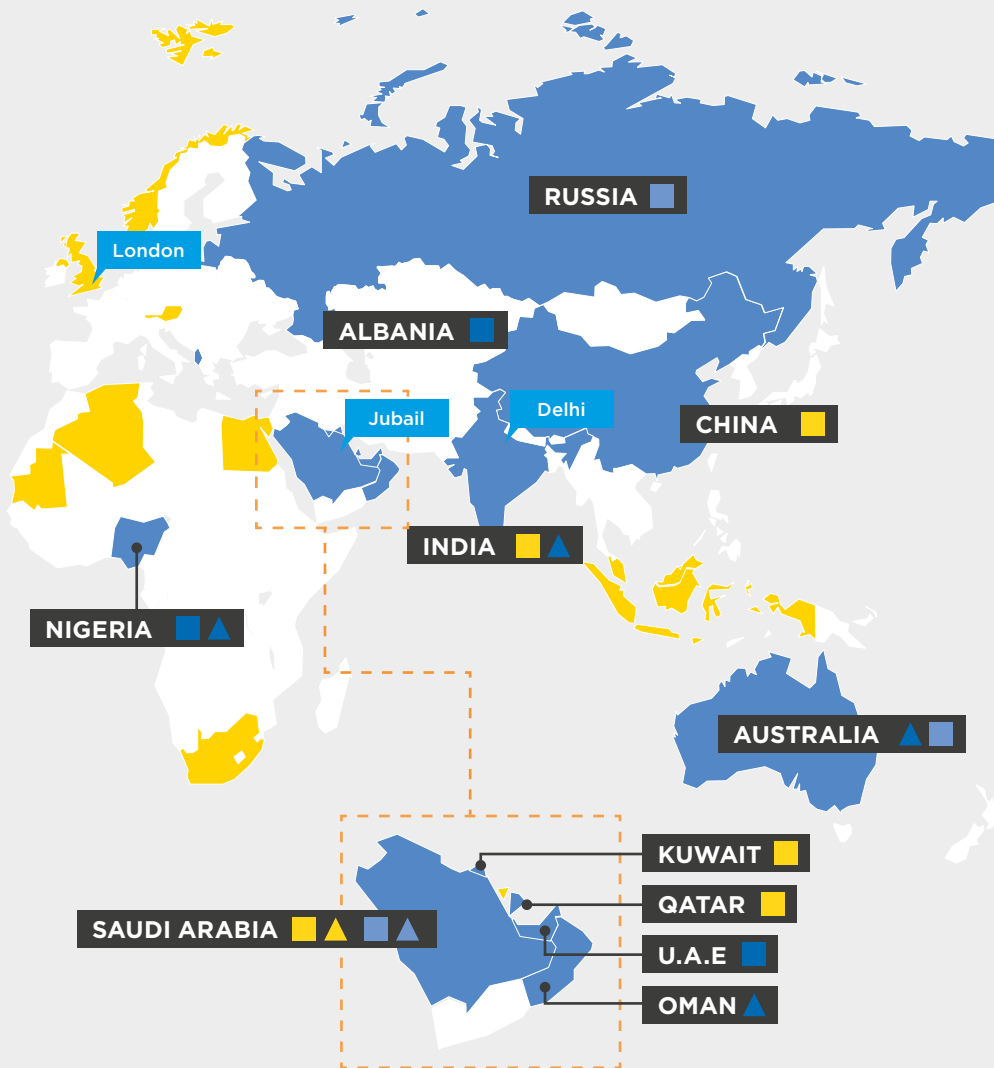 RUSSIA
London
ALBANIA
Jubail
Delhi
CHINA
INDIA
NIGERIA
AUSTRALIA
KUWAIT
QATAR
SAUDI ARABIA
U.A.E
OMAN